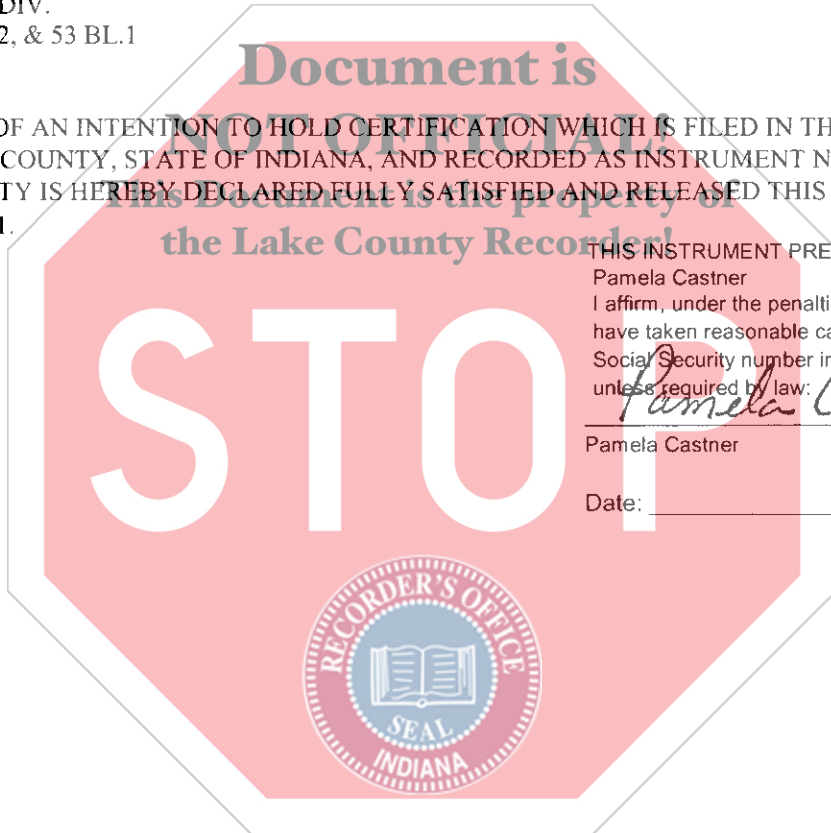 DIV.
2, & 53 BL.1
Document is
NOT OFFICIAL!
OF AN INTENTION TO HOLD CERTIFICATION WHICH IS FILED IN TH
COUNTY, STATE OF INDIANA, AND RECORDED AS INSTRUMENT N
This Document is the property of
TY IS HEREBY DECLARED FULLY SATISFIED AND RELEASED THIS
1.
the Lake County Recorder!
THIS INSTRUMENT PRE
Pamela Castner
I affirm, under the penalti
have taken reasonable ca
Social Security number in
unless required by law:
Pamela C
Pamela Castner
Date:
STOP
RECORDER'S OFFICE
SEAL
INDIANA